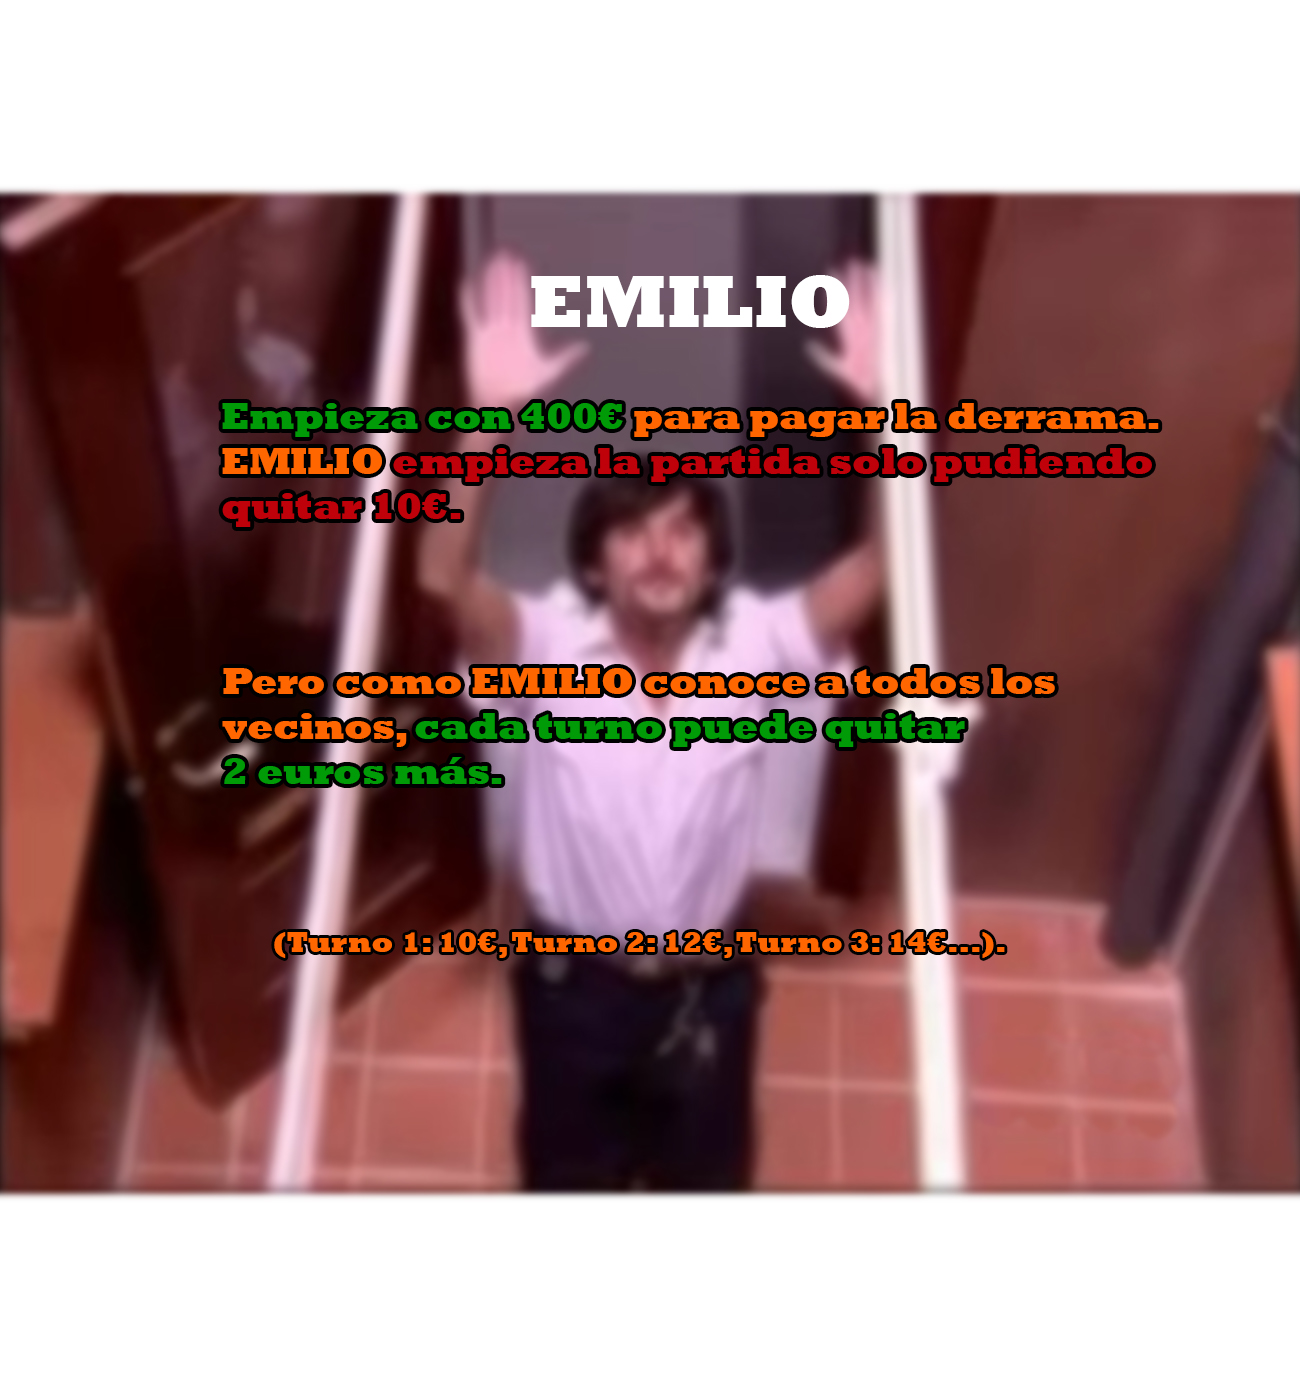 EMILIO
Empieza con 400€ para pagar la derrama.
EMILIO empieza la partida solo pudiendo
quitar 10€.
Pero como EMILIO conoce a todos los
vecinos, cada turno puede quitar
2 euros más.
(Turno 1: 10€,Turno 2: 12€,Turno 3: 14€...).